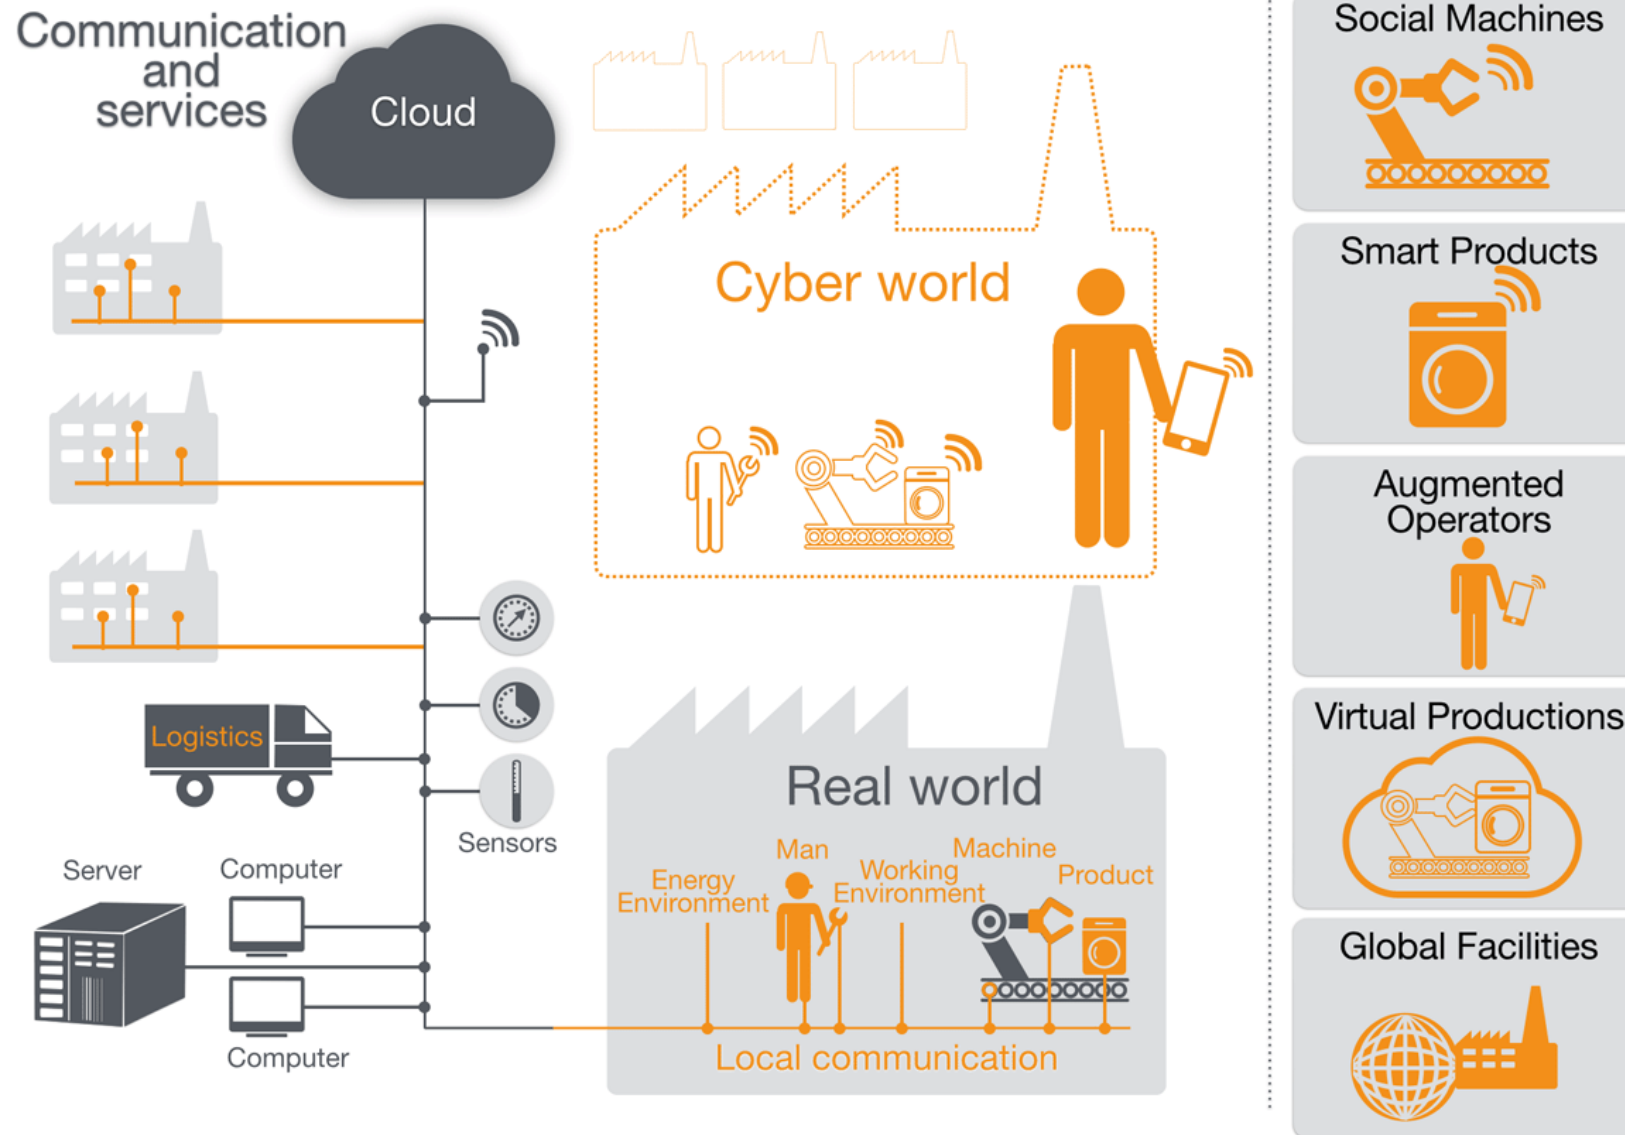 Communication
and
services
Cloud
Logistics
Sensors
Server
Computer
Computer
Cyber world
Real world
Man
Machine
Energy
Environment
Working
Environment
Product
Local communication
Social Machines
Smart Products
Augmented
Operators
Virtual Productions
Global Facilities